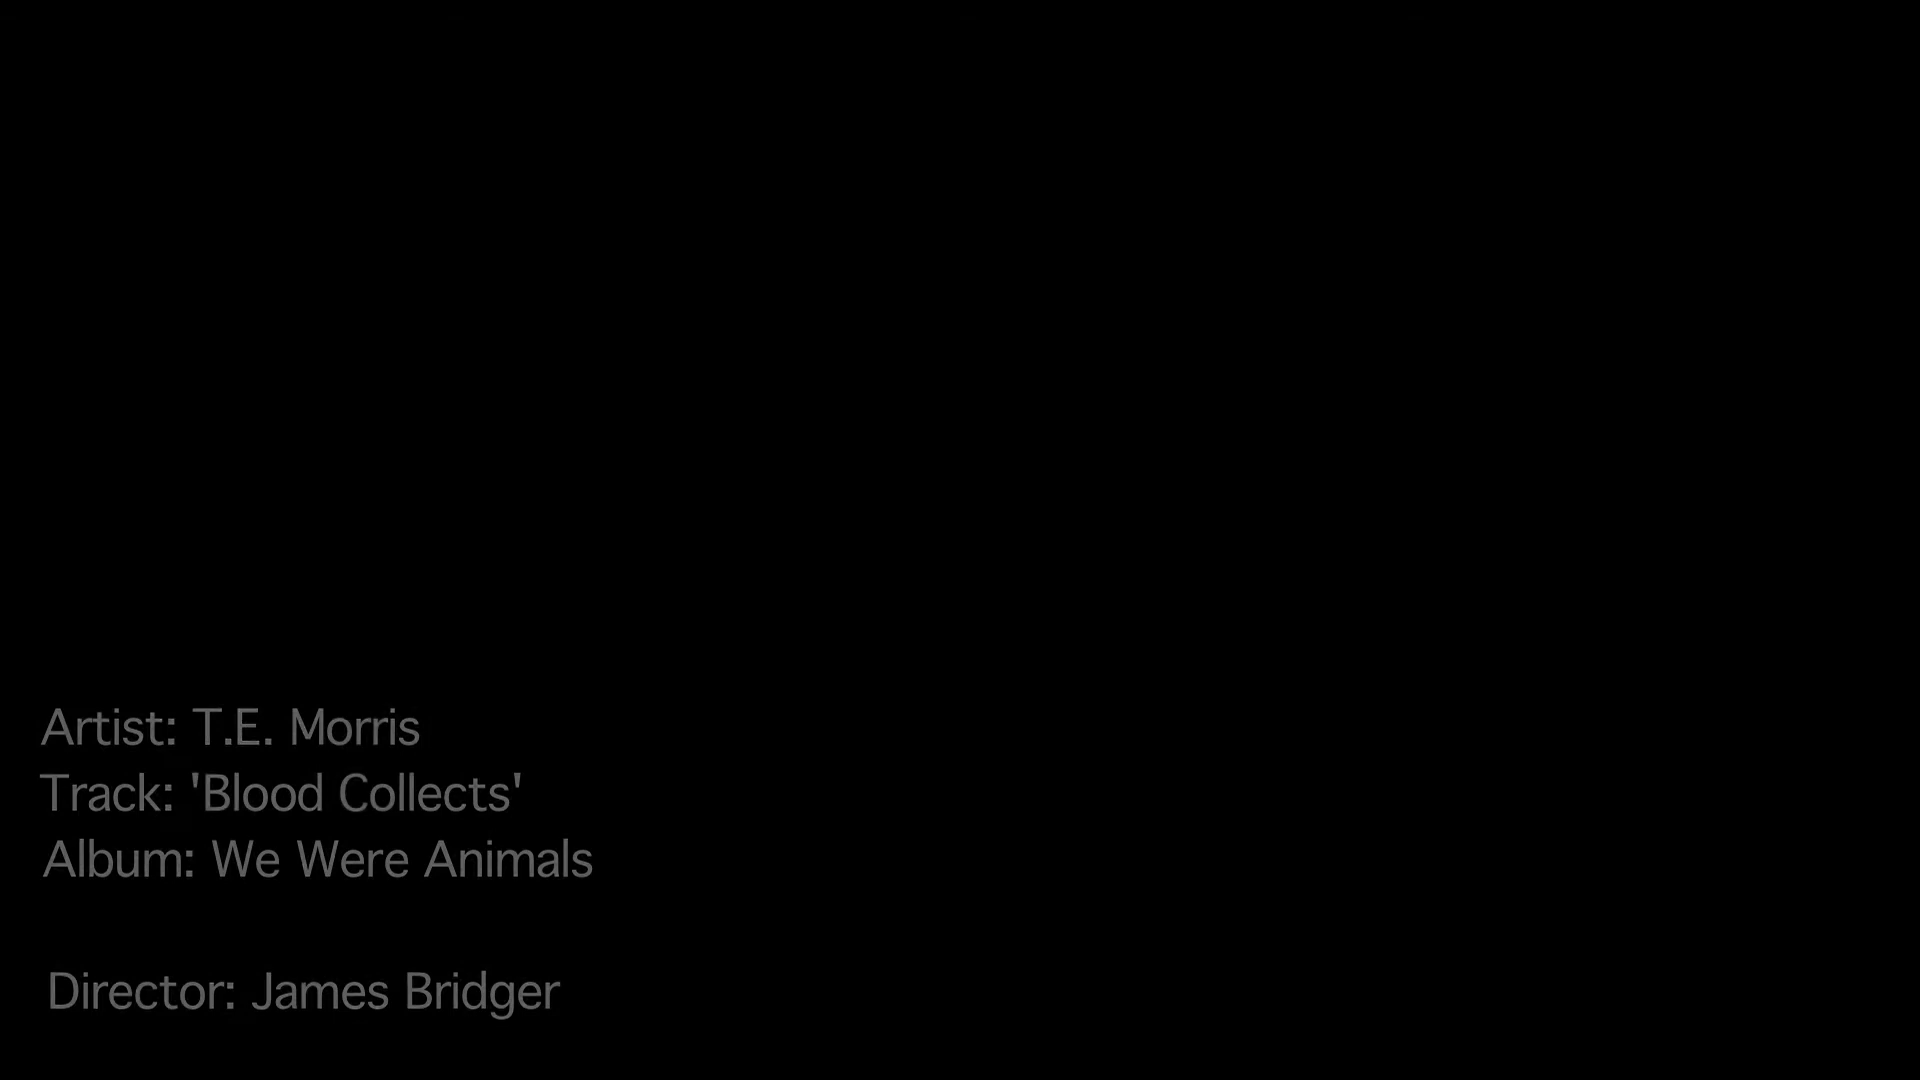 Artist: T.E. Morris
Track: 'Blood Collects'
Album: We Were Animals
Director: James Bridger